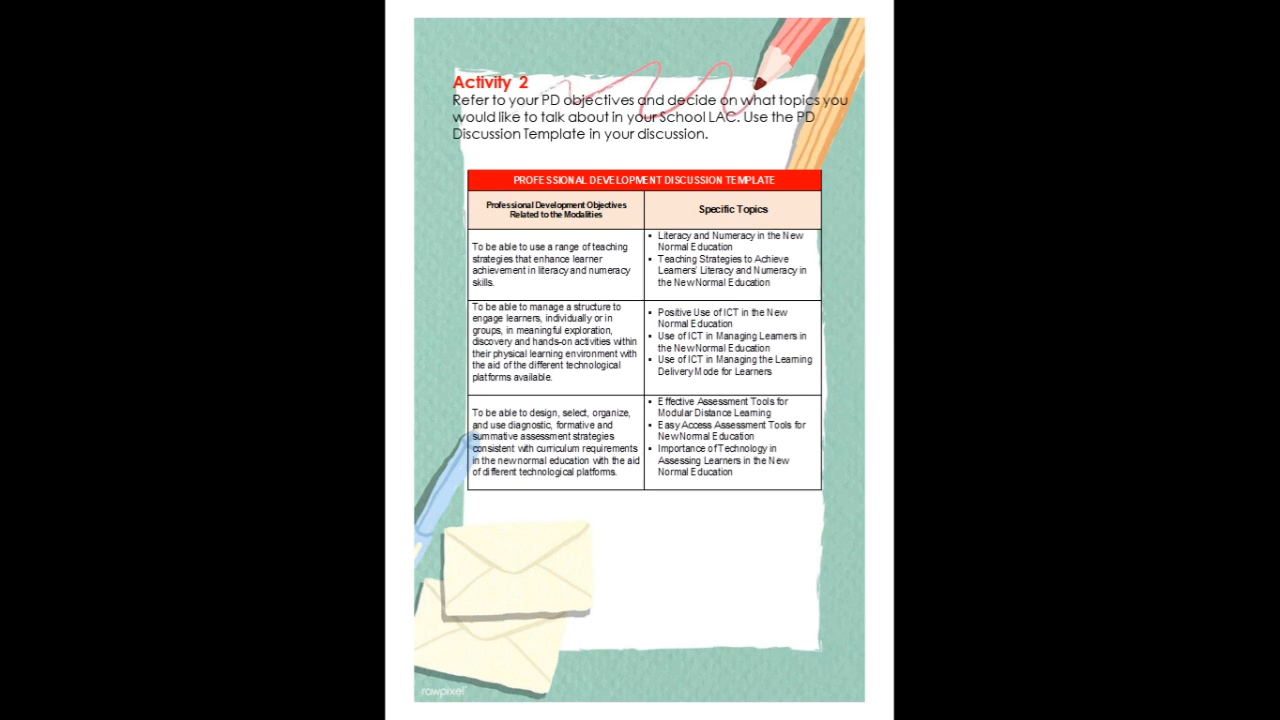 Activity 2
Refer to your PD objectives and decide on what topics you
would like to talk about in your School LAC. Use the PD
Discussion Template in your discussion.
PROFESSIONAL DEVELOPMENT DISCUSSION TEMPLATE
Professional Development Objectives
Related to the Modalities
Specific Topics
To be able to use a range of teaching
strategies that enhance learner
achievement in literacy and numeracy
skills.
▪ Literacy and Numeracy in the New
Normal Education
▪ Teaching Strategies to Achieve
Learners' Literacy and Numeracy in
the New Normal Education
To be able to manage a structure to
engage learners, individually or in
groups, in meaningful exploration,
discovery and hands-on activities within
their physical learning environment with
the aid of the different technological
platforms available.
▪ Positive Use of ICT in the New
Normal Education
▪ Use of ICT in Managing Learners in
the New Normal Education
▪ Use of ICT in Managing the Learning
Delivery Mode for Learners
To be able to design, select, organize,
and use diagnostic, formative and
summative assessment strategies
consistent with curriculum requirements
in the new normal education with the aid
of different technological platforms.
▪ Effective Assessment Tools for
Modular Distance Learning
▪ Easy Access Assessment Tools for
New Normal Education
▪ Importance of Technology in
Assessing Learners in the New
Normal Education
rawpixel